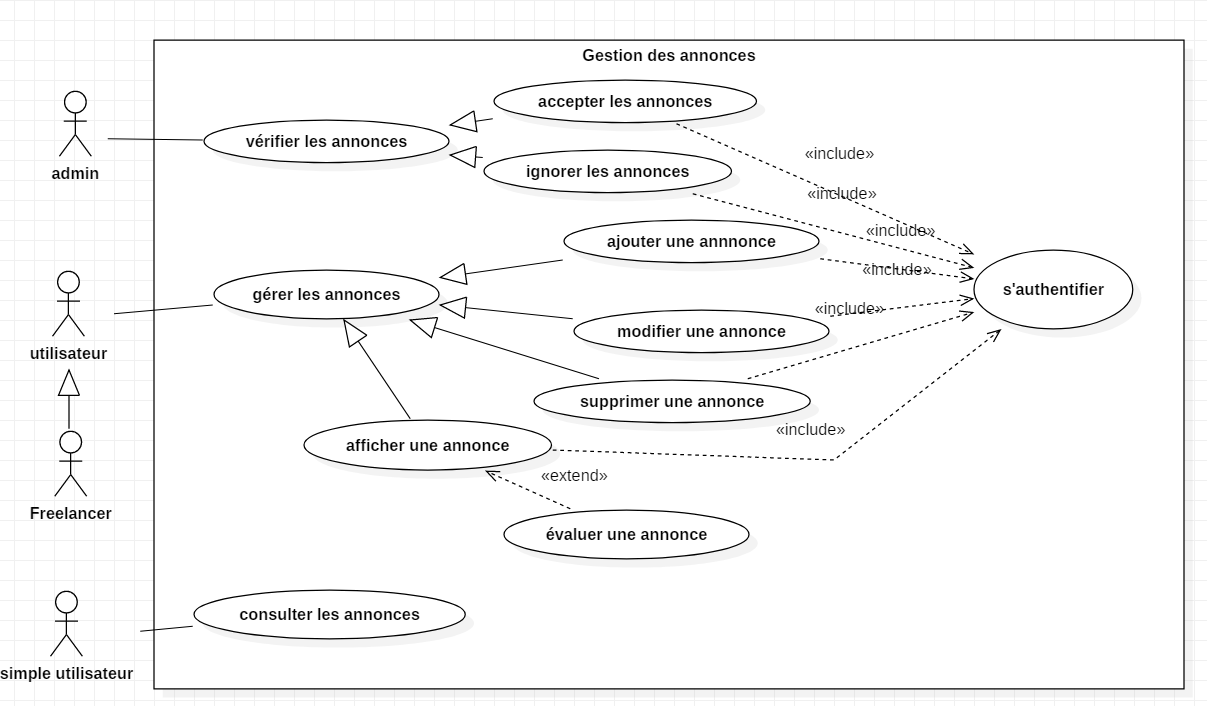 Gestion des annonces
accepter les annonces
vérifier les annonces
«include»
admin
ignorer les annonces
«include»
«include»
ajouter une annnonce
«include»
s'authentifier
gérer les annonces
«include»
modifier une annonce
utilisateur
supprimer une annonce
«include»
afficher une annonce
«extend»
Freelancer
évaluer une annonce
consulter les annonces
simple utilisateur